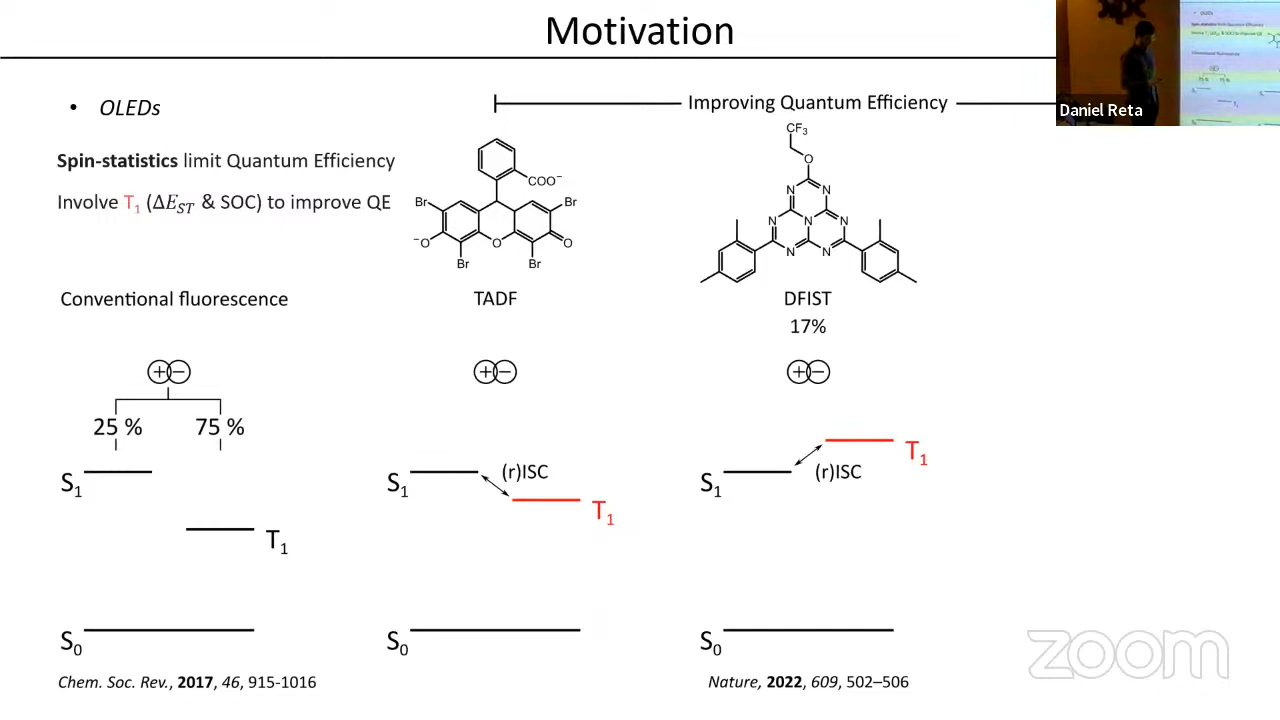 Motivation
Daniel Reta
• OLEDs
Improving Quantum Efficiency
Spin-statistics limit Quantum Efficiency
Involve T₁ (ΔE_ST & SOC) to improve QE
COO⁻
Br
Br
⁻O
O
O
Br
Br
CF₃
O
N
N
N
N
N
N
N
Conventional fluorescence
TADF
DFIST
17%
+ −
+ −
+ −
25 %
75 %
S₁
T₁
S₁
(r)ISC
T₁
S₁
(r)ISC
T₁
S₀
S₀
S₀
Chem. Soc. Rev., 2017, 46, 915-1016
Nature, 2022, 609, 502–506
zoom